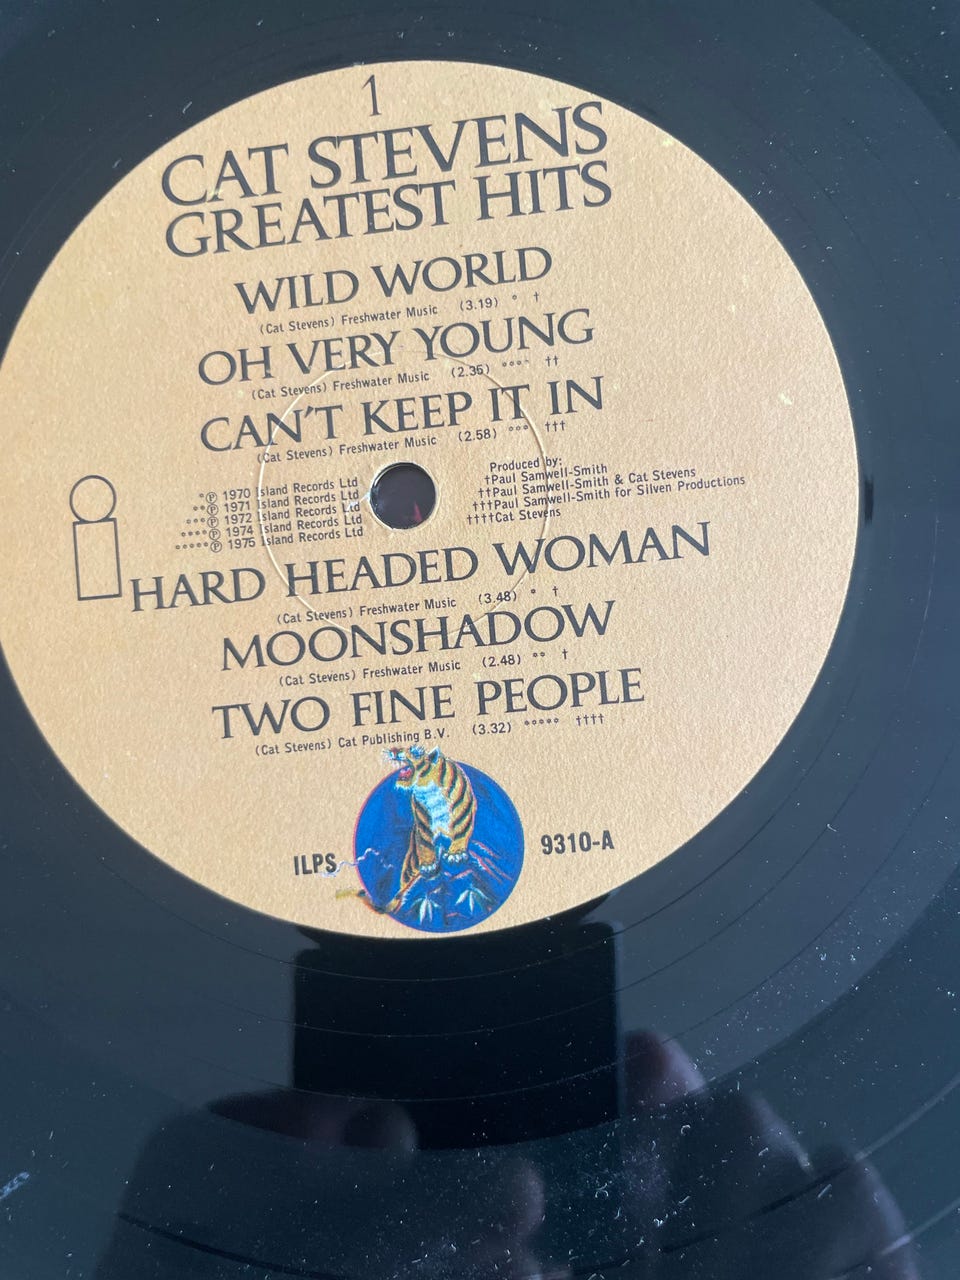 1
CAT STEVENS
GREATEST HITS
WILD WORLD
(Cat Stevens) Freshwater Music (3.19) ° †
OH VERY YOUNG
(Cat Stevens) Freshwater Music (2.35) °°°° ††
CAN'T KEEP IT IN
(Cat Stevens) Freshwater Music (2.58) °°° †††
°℗ 1970 Island Records Ltd
°°℗ 1971 Island Records Ltd
°°°℗ 1972 Island Records Ltd
°°°°℗ 1974 Island Records Ltd
°°°°°℗ 1975 Island Records Ltd
Produced by:
†Paul Samwell-Smith
††Paul Samwell-Smith & Cat Stevens
†††Paul Samwell-Smith for Silven Productions
††††Cat Stevens
i
HARD HEADED WOMAN
(Cat Stevens) Freshwater Music (3.48) ° †
MOONSHADOW
(Cat Stevens) Freshwater Music (2.48) °° †
TWO FINE PEOPLE
(Cat Stevens) Cat Publishing B.V. (3.32) °°°°° ††††
ILPS 9310-A